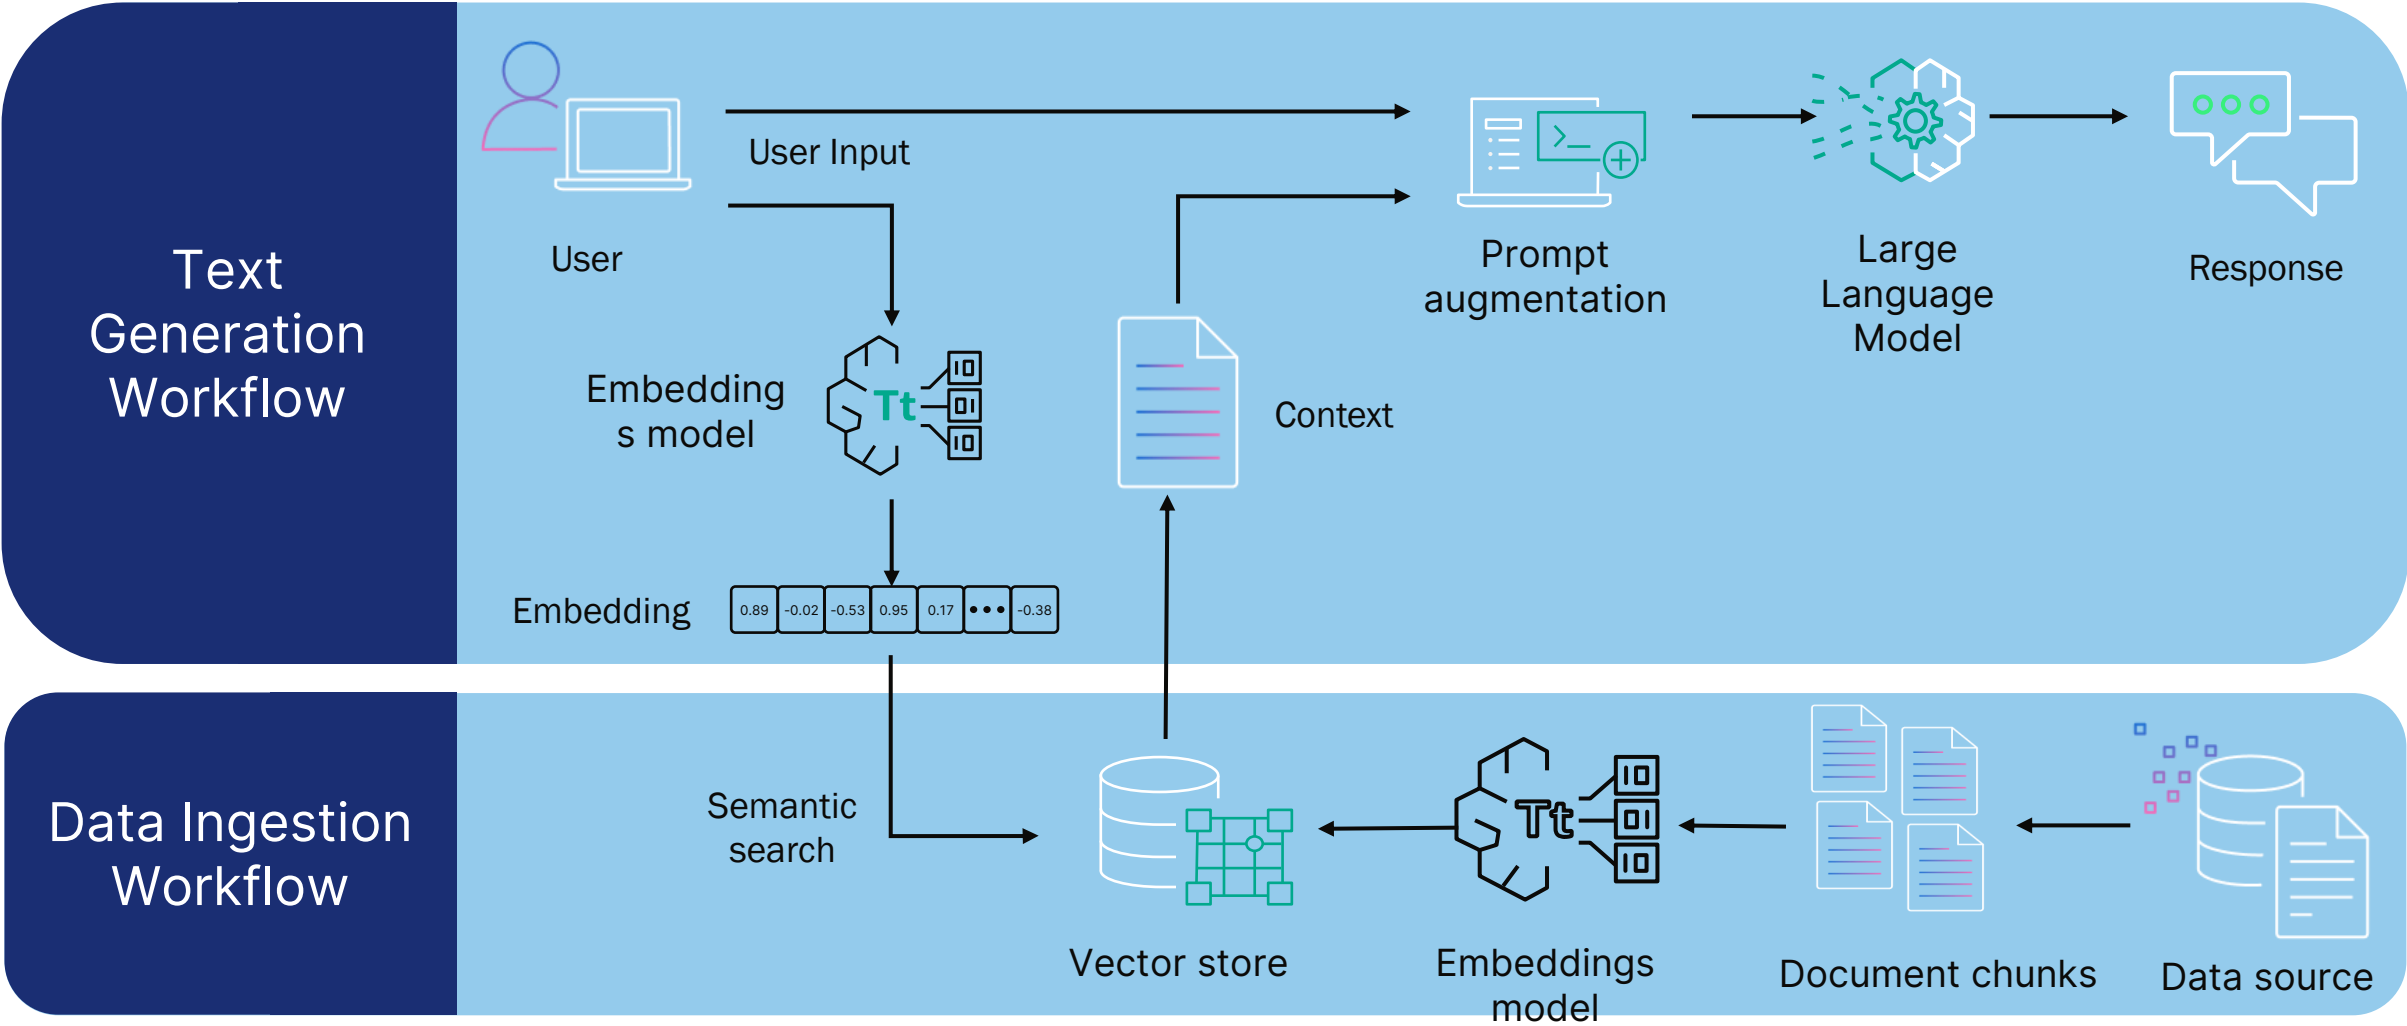 Text
Generation
Workflow
User
User Input
Embedding
s model
Tt
Embedding
0.89 -0.02 -0.53 0.95 0.17 ••• -0.38
Context
Prompt
augmentation
Large
Language
Model
Response
Data Ingestion
Workflow
Semantic
search
Vector store
Tt
Embeddings
model
Document chunks
Data source